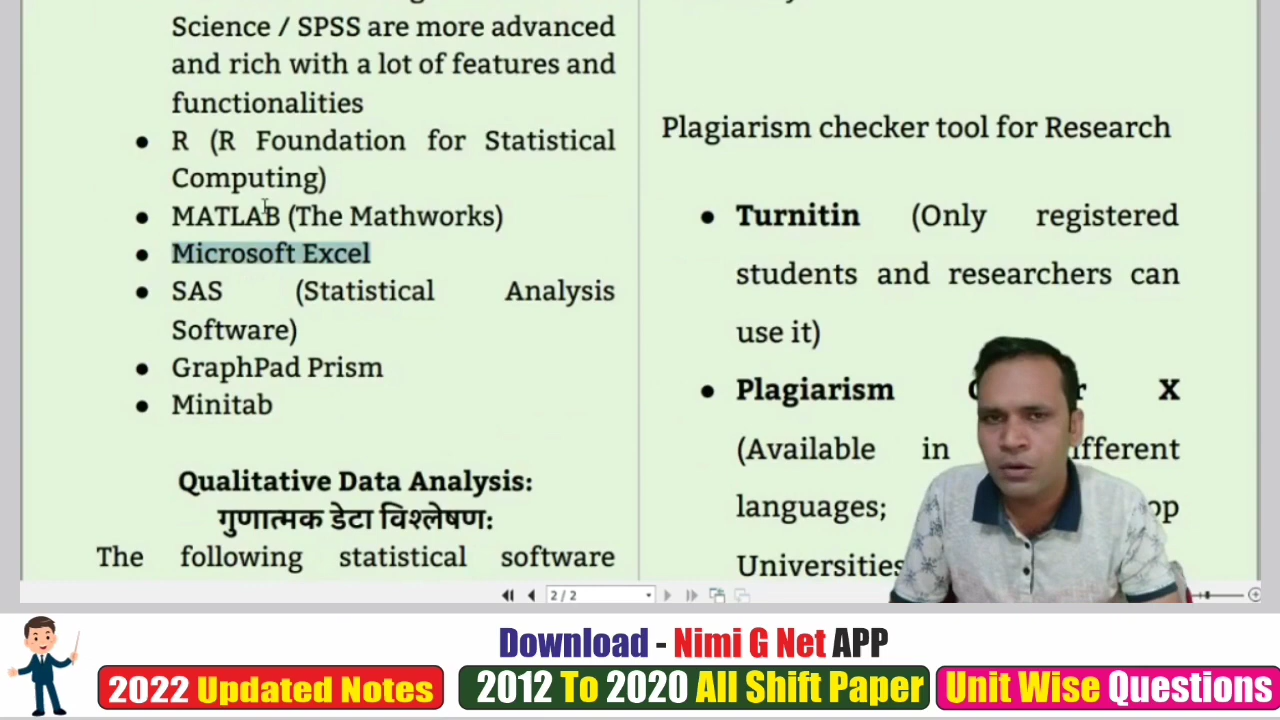 Science / SPSS are more advanced
and rich with a lot of features and
functionalities
● R (R Foundation for Statistical
Computing)
● MATLAB (The Mathworks)
● Microsoft Excel
● SAS (Statistical Analysis
Software)
● GraphPad Prism
● Minitab
Qualitative Data Analysis:
गुणात्मक डेटा विश्लेषण:
The following statistical software
Plagiarism checker tool for Research
● Turnitin (Only registered
students and researchers can
use it)
● Plagiarism X
(Available in
languages;
Universities
2 / 2
Download - Nimi G Net APP
2022 Updated Notes
2012 To 2020 All Shift Paper
Unit Wise Questions